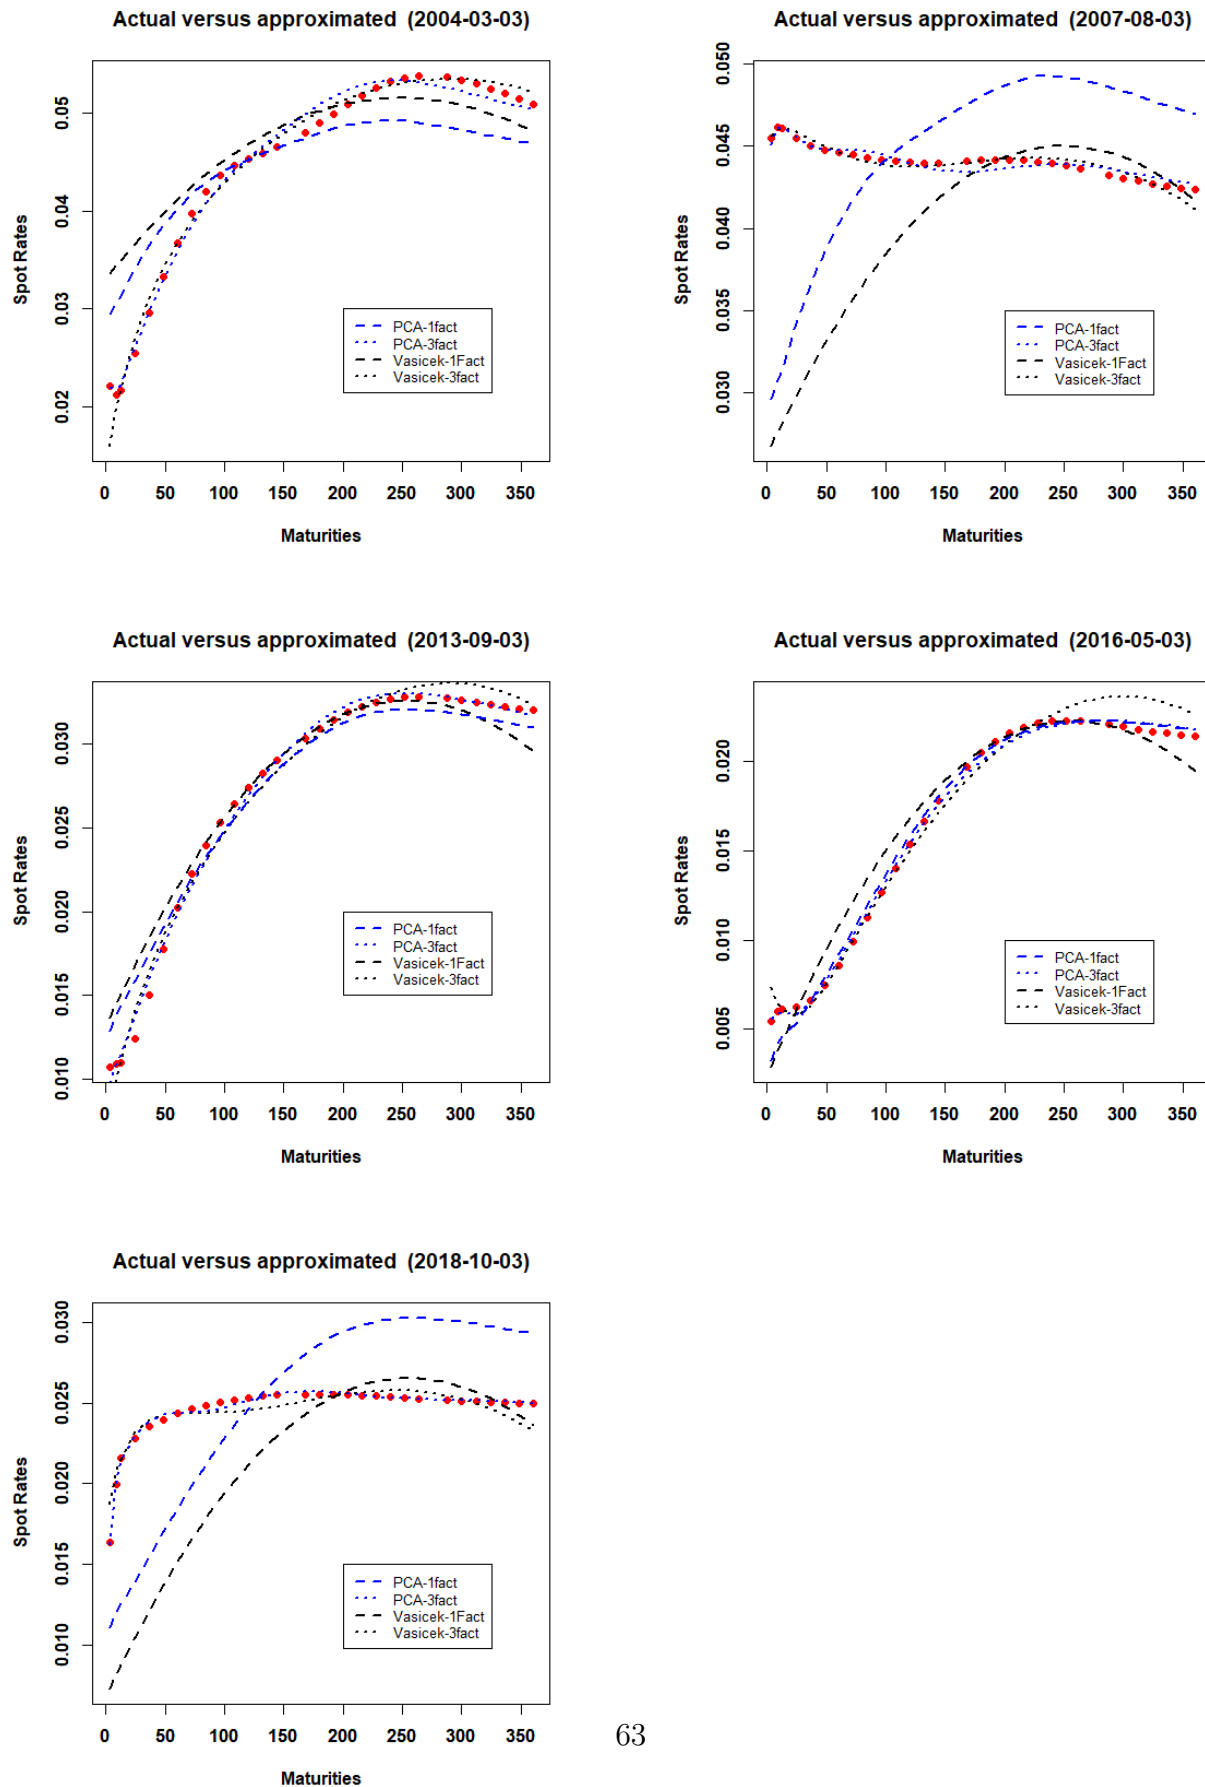 Actual versus approximated  (2004-03-03)
Spot Rates
0.05
0.04
0.03
0.02
PCA-1fact
PCA-3fact
Vasicek-1Fact
Vasicek-3fact
0 50 100 150 200 250 300 350
Maturities
Actual versus approximated  (2007-08-03)
Spot Rates
0.050
0.045
0.040
0.035
0.030
PCA-1fact
PCA-3fact
Vasicek-1Fact
Vasicek-3fact
0 50 100 150 200 250 300 350
Maturities
Actual versus approximated  (2013-09-03)
Spot Rates
0.030
0.025
0.020
0.015
0.010
PCA-1fact
PCA-3fact
Vasicek-1Fact
Vasicek-3fact
0 50 100 150 200 250 300 350
Maturities
Actual versus approximated  (2016-05-03)
Spot Rates
0.020
0.015
0.010
0.005
PCA-1fact
PCA-3fact
Vasicek-1Fact
Vasicek-3fact
0 50 100 150 200 250 300 350
Maturities
Actual versus approximated  (2018-10-03)
Spot Rates
0.030
0.025
0.020
0.015
0.010
PCA-1fact
PCA-3fact
Vasicek-1Fact
Vasicek-3fact
0 50 100 150 200 250 300 350
Maturities
63